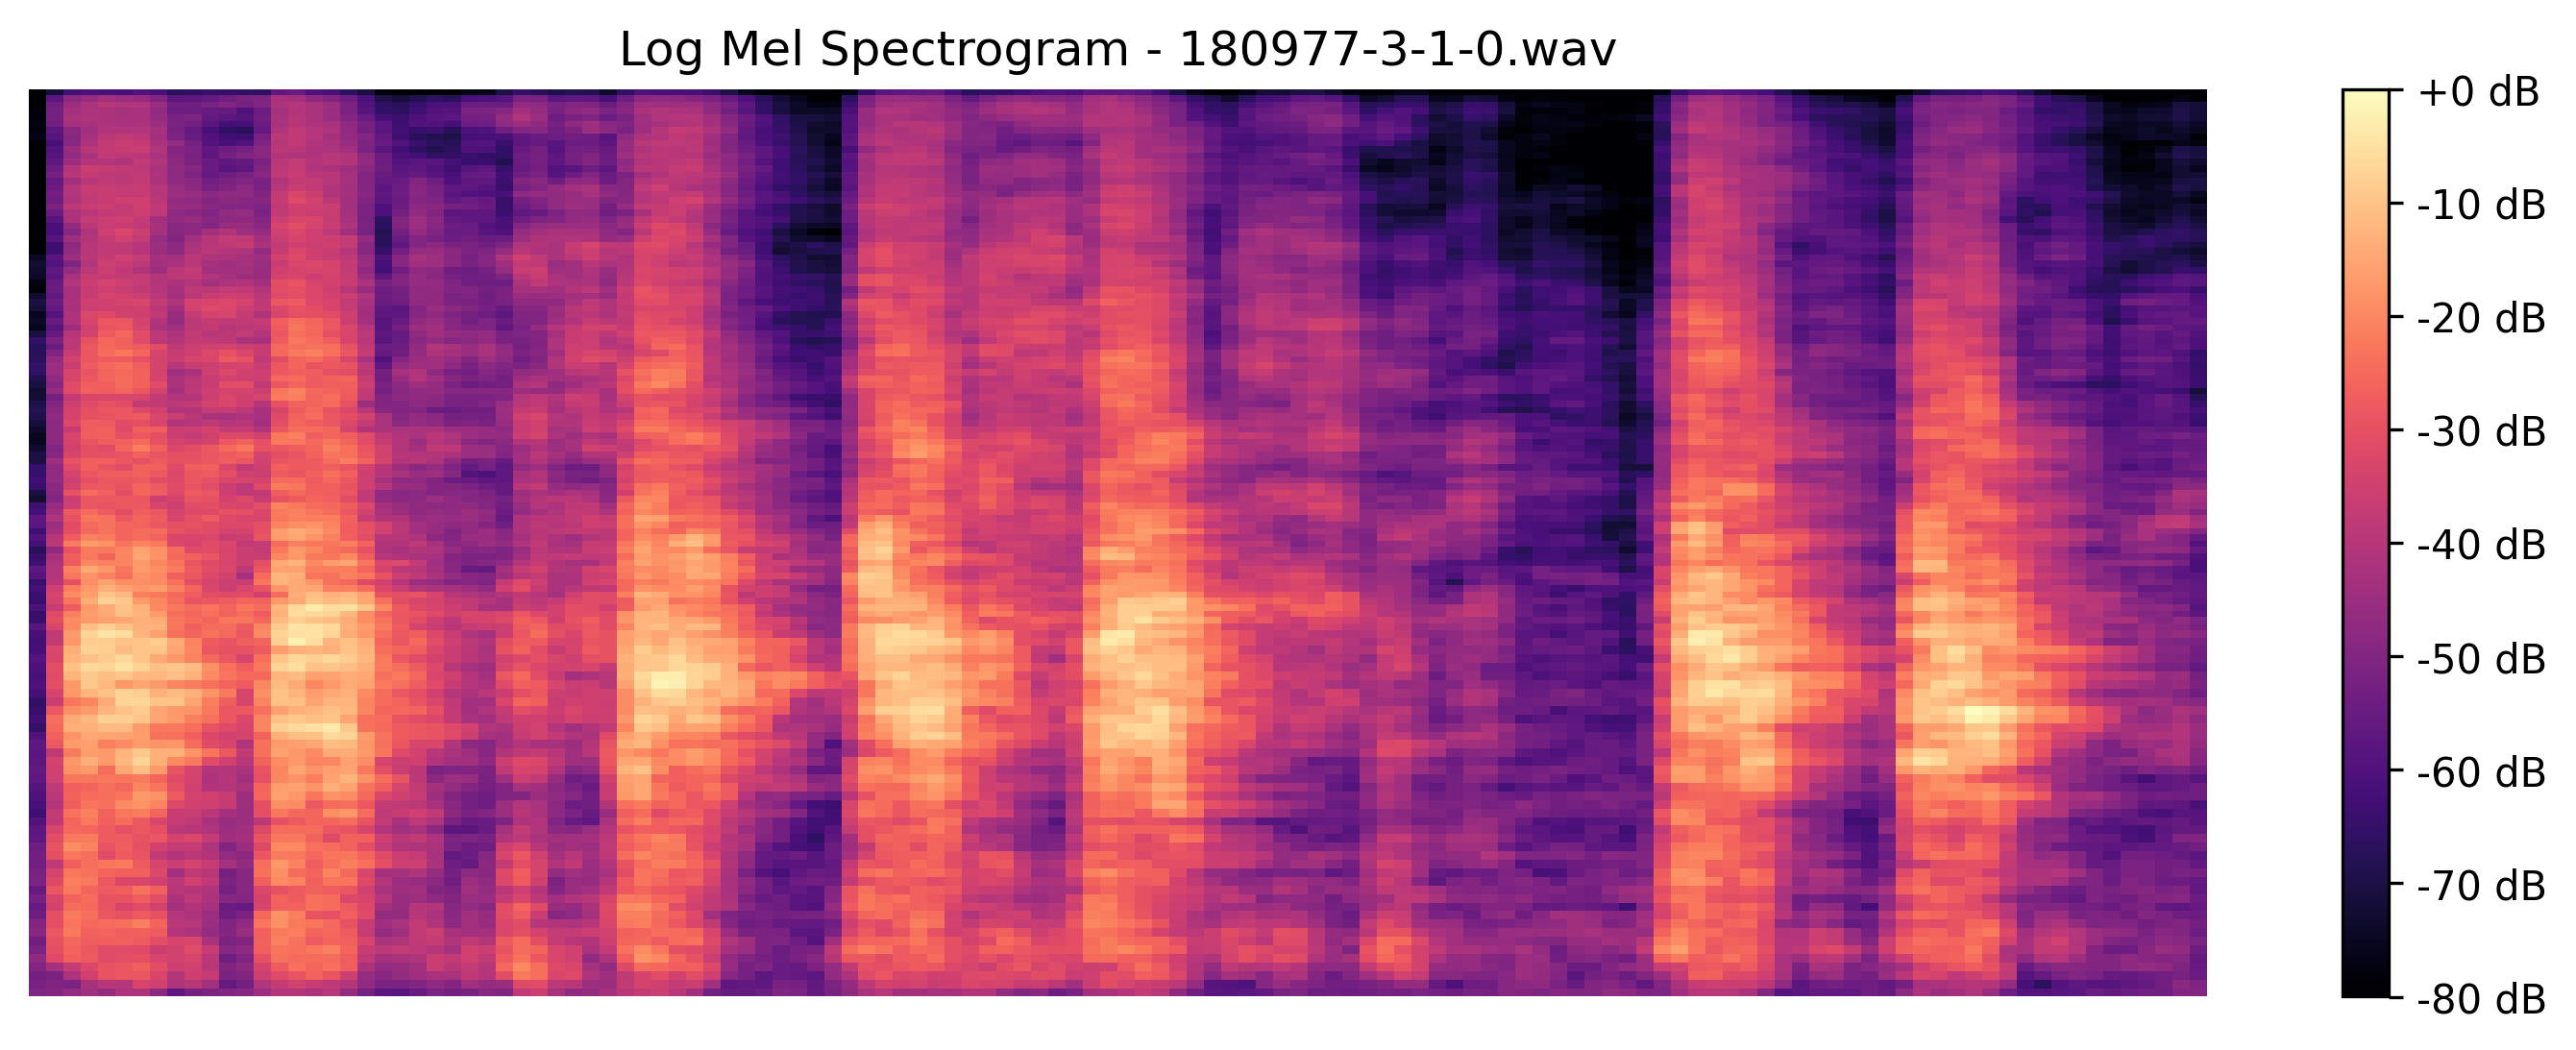 Log Mel Spectrogram - 180977-3-1-0.wav
+0 dB
-10 dB
-20 dB
-30 dB
-40 dB
-50 dB
-60 dB
-70 dB
-80 dB